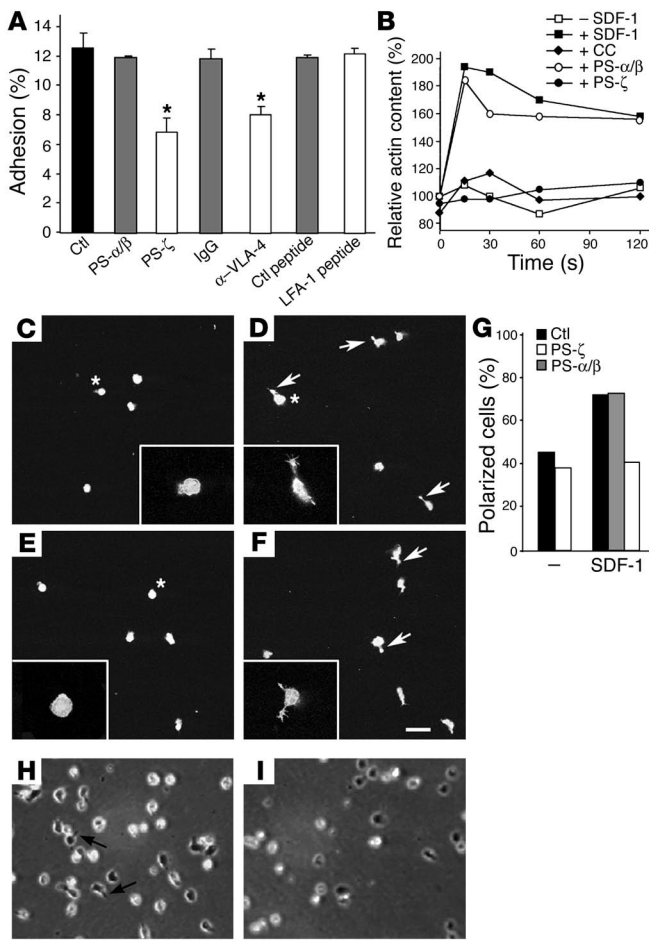 A
Adhesion (%)
14
12
10
8
6
4
2
0
*
*
Ctl
PS-α/β
PS-ζ
IgG
α-VLA-4
Ctl peptide
LFA-1 peptide
B
Relative actin content (%)
200
180
160
140
120
100
80
– SDF-1
+ SDF-1
+ CC
+ PS-α/β
+ PS-ζ
0
30
60
90
120
Time (s)
C
*
D
*
E
*
F
G
Polarized cells (%)
100
80
60
40
20
0
Ctl
PS-ζ
PS-α/β
–
SDF-1
H
I